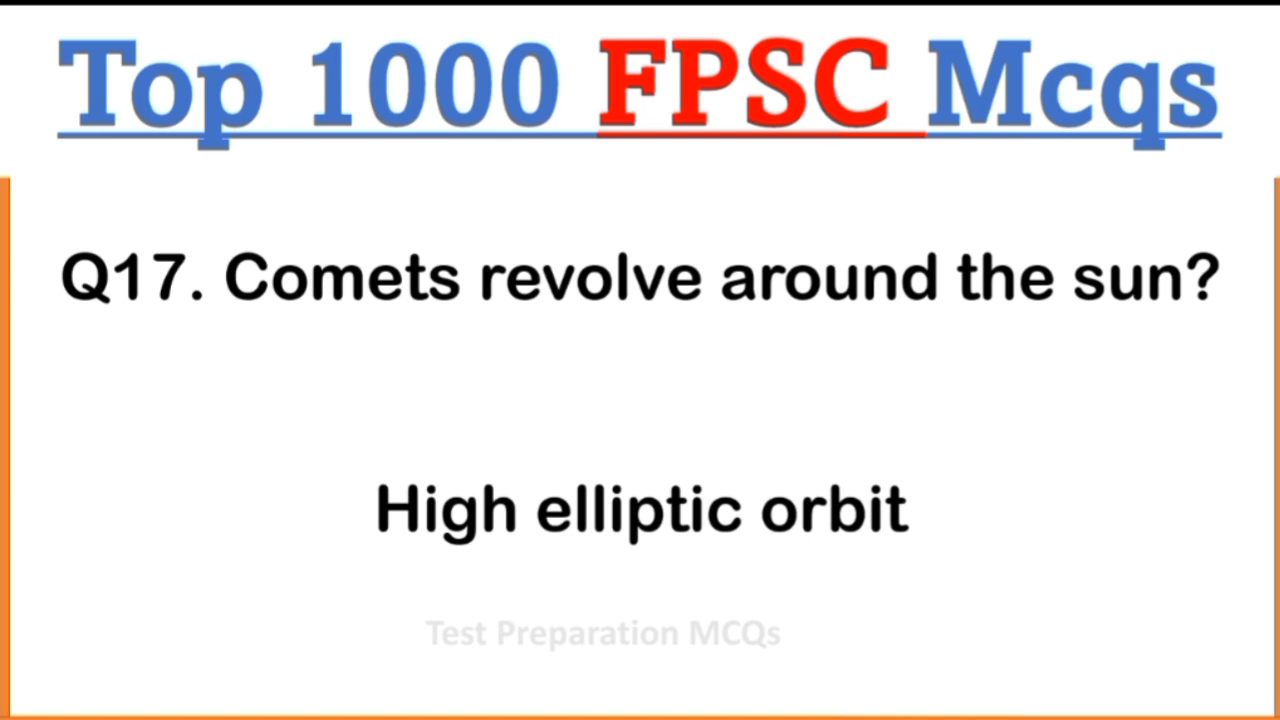 Top 1000 FPSC Mcqs
Q17. Comets revolve around the sun?
High elliptic orbit
Test Preparation MCQs